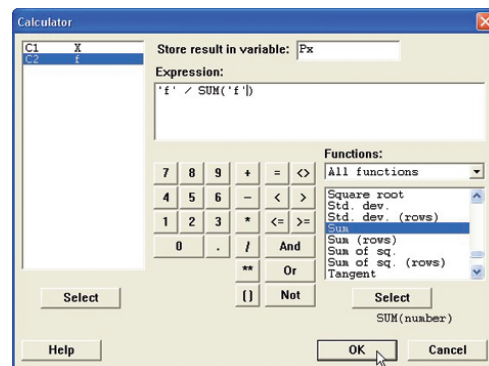 Calculator
C1 X
C2 f
Store result in variable: Px
Expression:
'f' / SUM('f')
Functions:
All functions
7 8 9 + = <>
4 5 6 - < >
1 2 3 * <= >=
0 . / And
** Or
() Not
Square root
Std. dev.
Std. dev. (rows)
Sum
Sum (rows)
Sum of sq.
Sum of sq. (rows)
Tangent
Select
Select
SUM(number)
Help
OK
Cancel